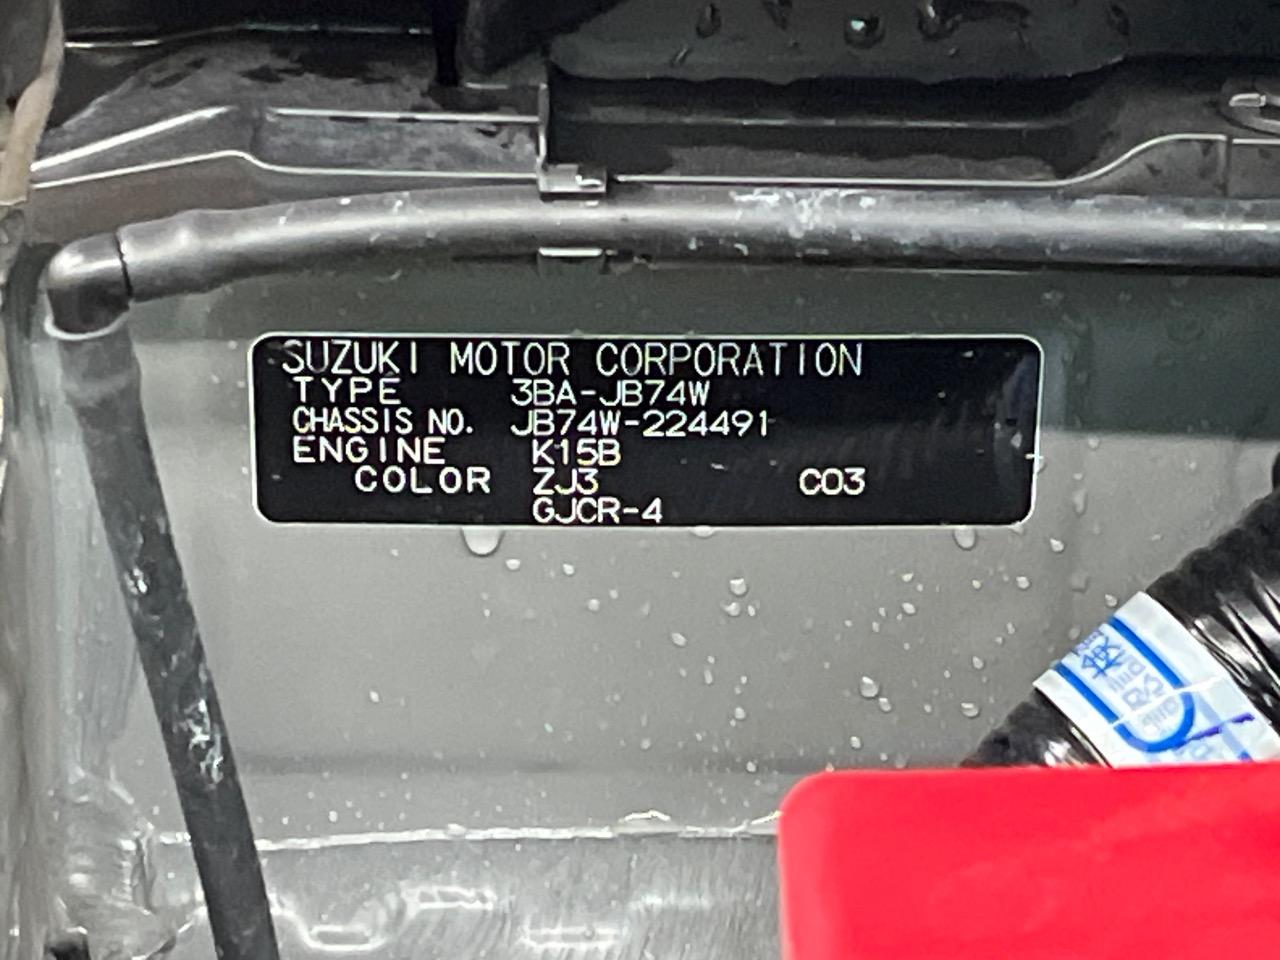 SUZUKI MOTOR CORPORATION
TYPE 3BA-JB74W
CHASSIS NO. JB74W-224491
ENGINE K15B
COLOR ZJ3 C03
GJCR-4